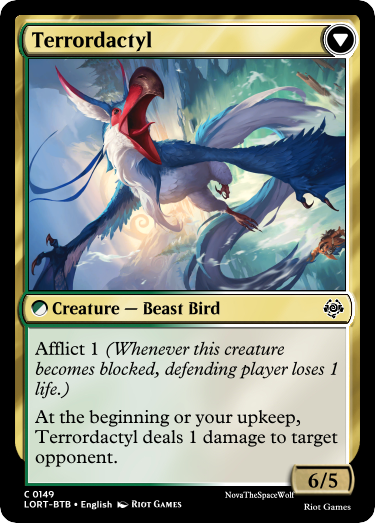 Terrordactyl
Creature — Beast Bird
Afflict 1 (Whenever this creature
becomes blocked, defending player loses 1
life.)
At the beginning or your upkeep,
Terrordactyl deals 1 damage to target
opponent.
6/5
C 0149
LORT-BTB • English Riot Games
NovaTheSpaceWolf
Riot Games